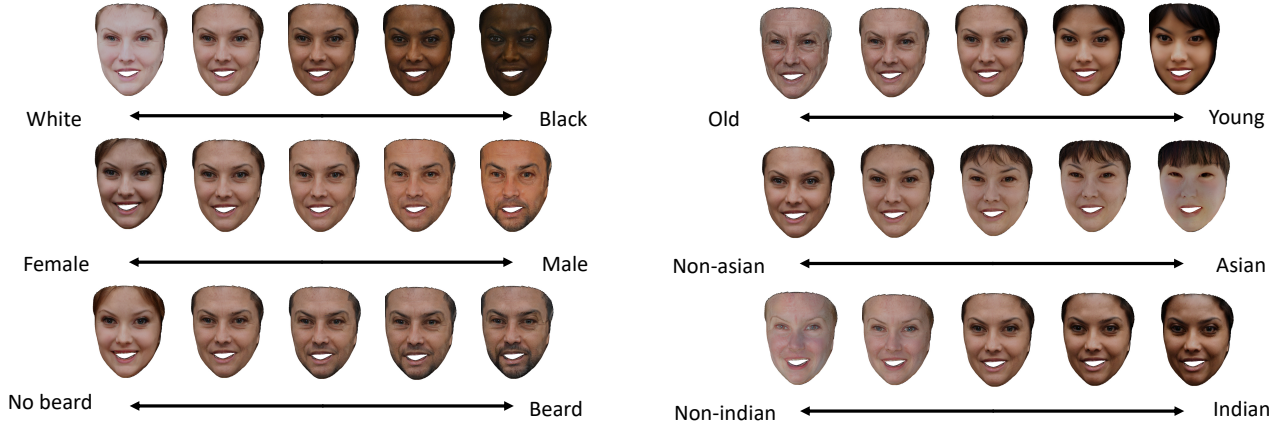 White
Black
Female
Male
No beard
Beard
Old
Young
Non-asian
Asian
Non-indian
Indian